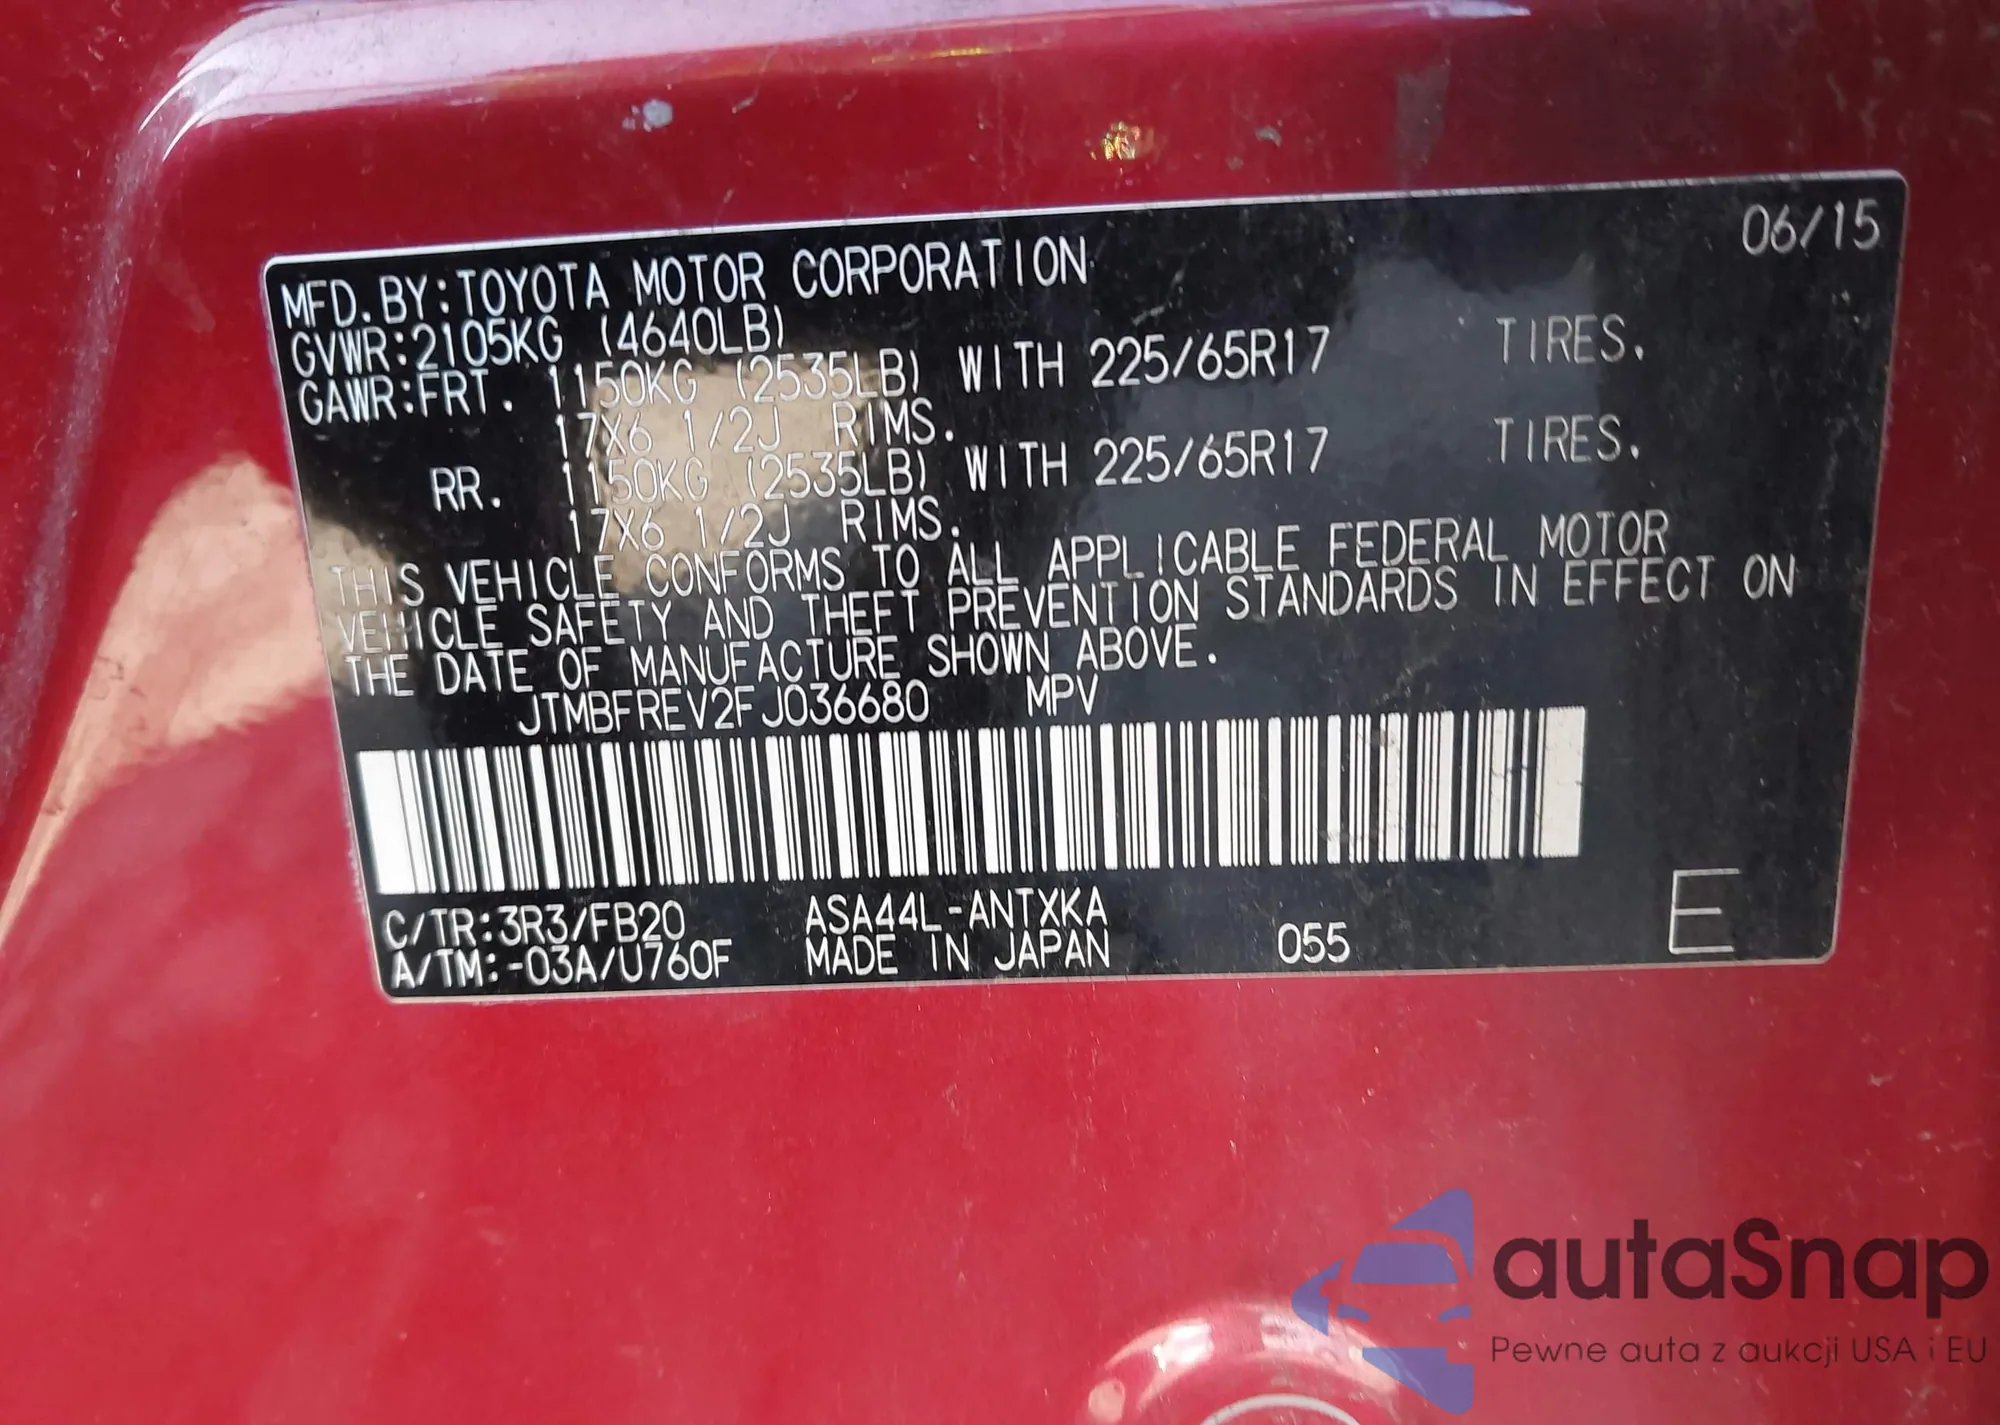 06/15
MFD. BY: TOYOTA MOTOR CORPORATION
GVWR: 2105KG (4640LB)
GAWR: FRT. 1150KG (2535LB) WITH 225/65R17 TIRES.
17X6 1/2J RIMS.
RR. 1150KG (2535LB) WITH 225/65R17 TIRES.
17X6 1/2J RIMS.
THIS VEHICLE CONFORMS TO ALL APPLICABLE FEDERAL MOTOR
VEHICLE SAFETY AND THEFT PREVENTION STANDARDS IN EFFECT ON
THE DATE OF MANUFACTURE SHOWN ABOVE.
JTMBFREV2FJ036680 MPV
C/TR: 3R3/FB20 ASA44L-ANTXKA
A/TM: -03A/U760F MADE IN JAPAN 055 E
autaSnap
Pewne auta z aukcji USA i EU